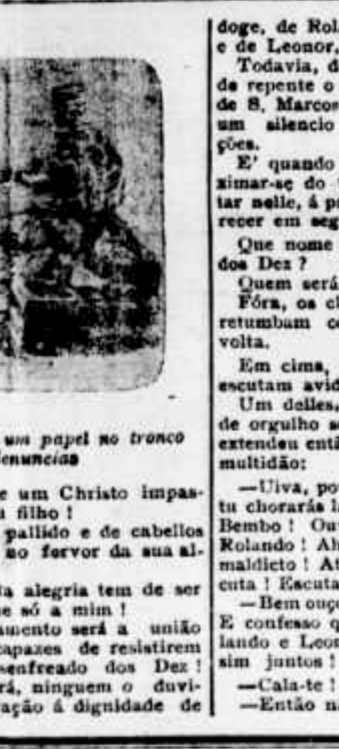 um papel no tronco
denuncias
e um Christo impas-
u filho !
pallido e de cabellos
no fervor da sua al-
la alegria tem de ser
e só a mim !
amento será a união
capazes de resistirem
senfreado dos Dez !
rá, ninguem o duvi-
ração á dignidade de
doge, de Rol
e de Leonor,
Todavia, d
de repente o
de S. Marcos
um silencio
ções.
E' quando
ximar-se do
tar nelle, á p
recer em seg
Que nome
dos Dez ?
Quem será
Fóra, os cl
retumbam co
volta.
Em cima,
escutam avid
Um delles,
de orgulho s
extendeu entã
multidão:
—Uiva, po
tu chorarás l
Bembo ! Ou
Rolando ! Ah
maldicto ! At
cuta ! Escuta
—Bem ouço
E confesso q
lando e Leon
sim juntos !
—Cala-te !
—Então n